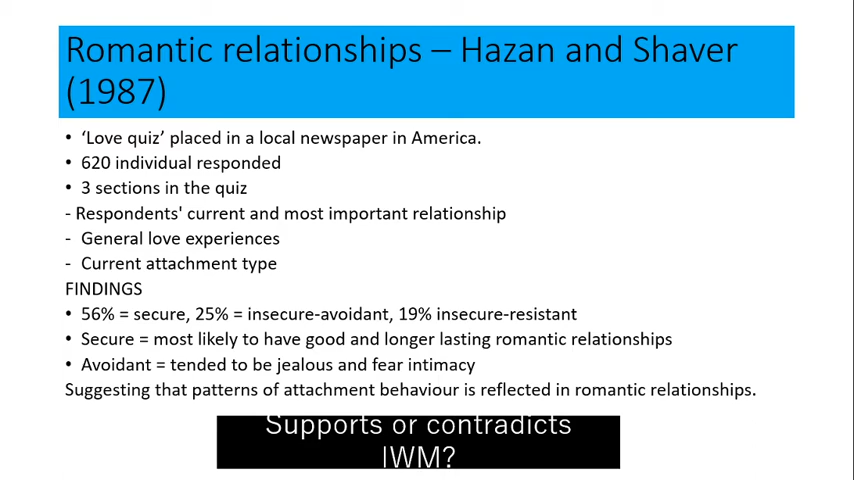 Romantic relationships – Hazan and Shaver
(1987)
• ‘Love quiz’ placed in a local newspaper in America.
• 620 individual responded
• 3 sections in the quiz
- Respondents' current and most important relationship
- General love experiences
- Current attachment type
FINDINGS
• 56% = secure, 25% = insecure-avoidant, 19% insecure-resistant
• Secure = most likely to have good and longer lasting romantic relationships
• Avoidant = tended to be jealous and fear intimacy
Suggesting that patterns of attachment behaviour is reflected in romantic relationships.
Supports or contradicts
IWM?